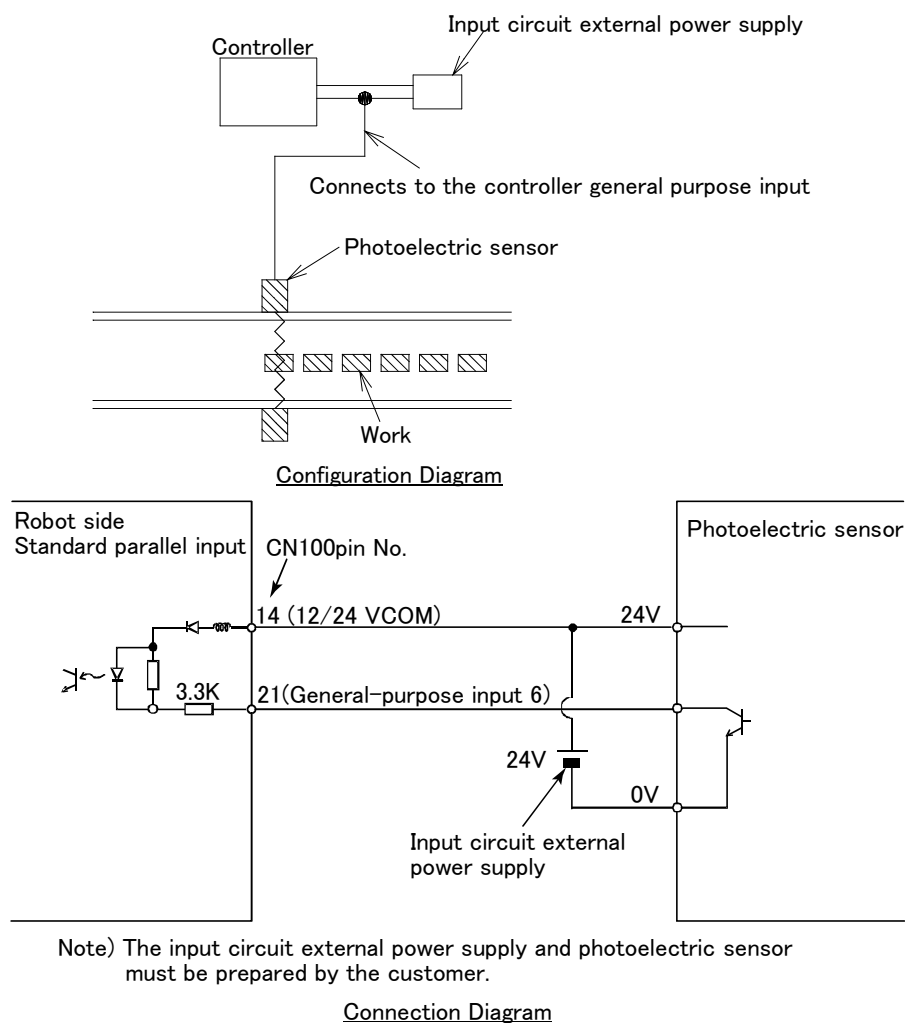 Input circuit external power supply
Controller
Connects to the controller general purpose input
Photoelectric sensor
Work
Configuration Diagram
Robot side
Standard parallel input
CN100pin No.
Photoelectric sensor
14 (12/24 VCOM)
24V
3.3K
21(General-purpose input 6)
24V
0V
Input circuit external
power supply
Note) The input circuit external power supply and photoelectric sensor
must be prepared by the customer.
Connection Diagram